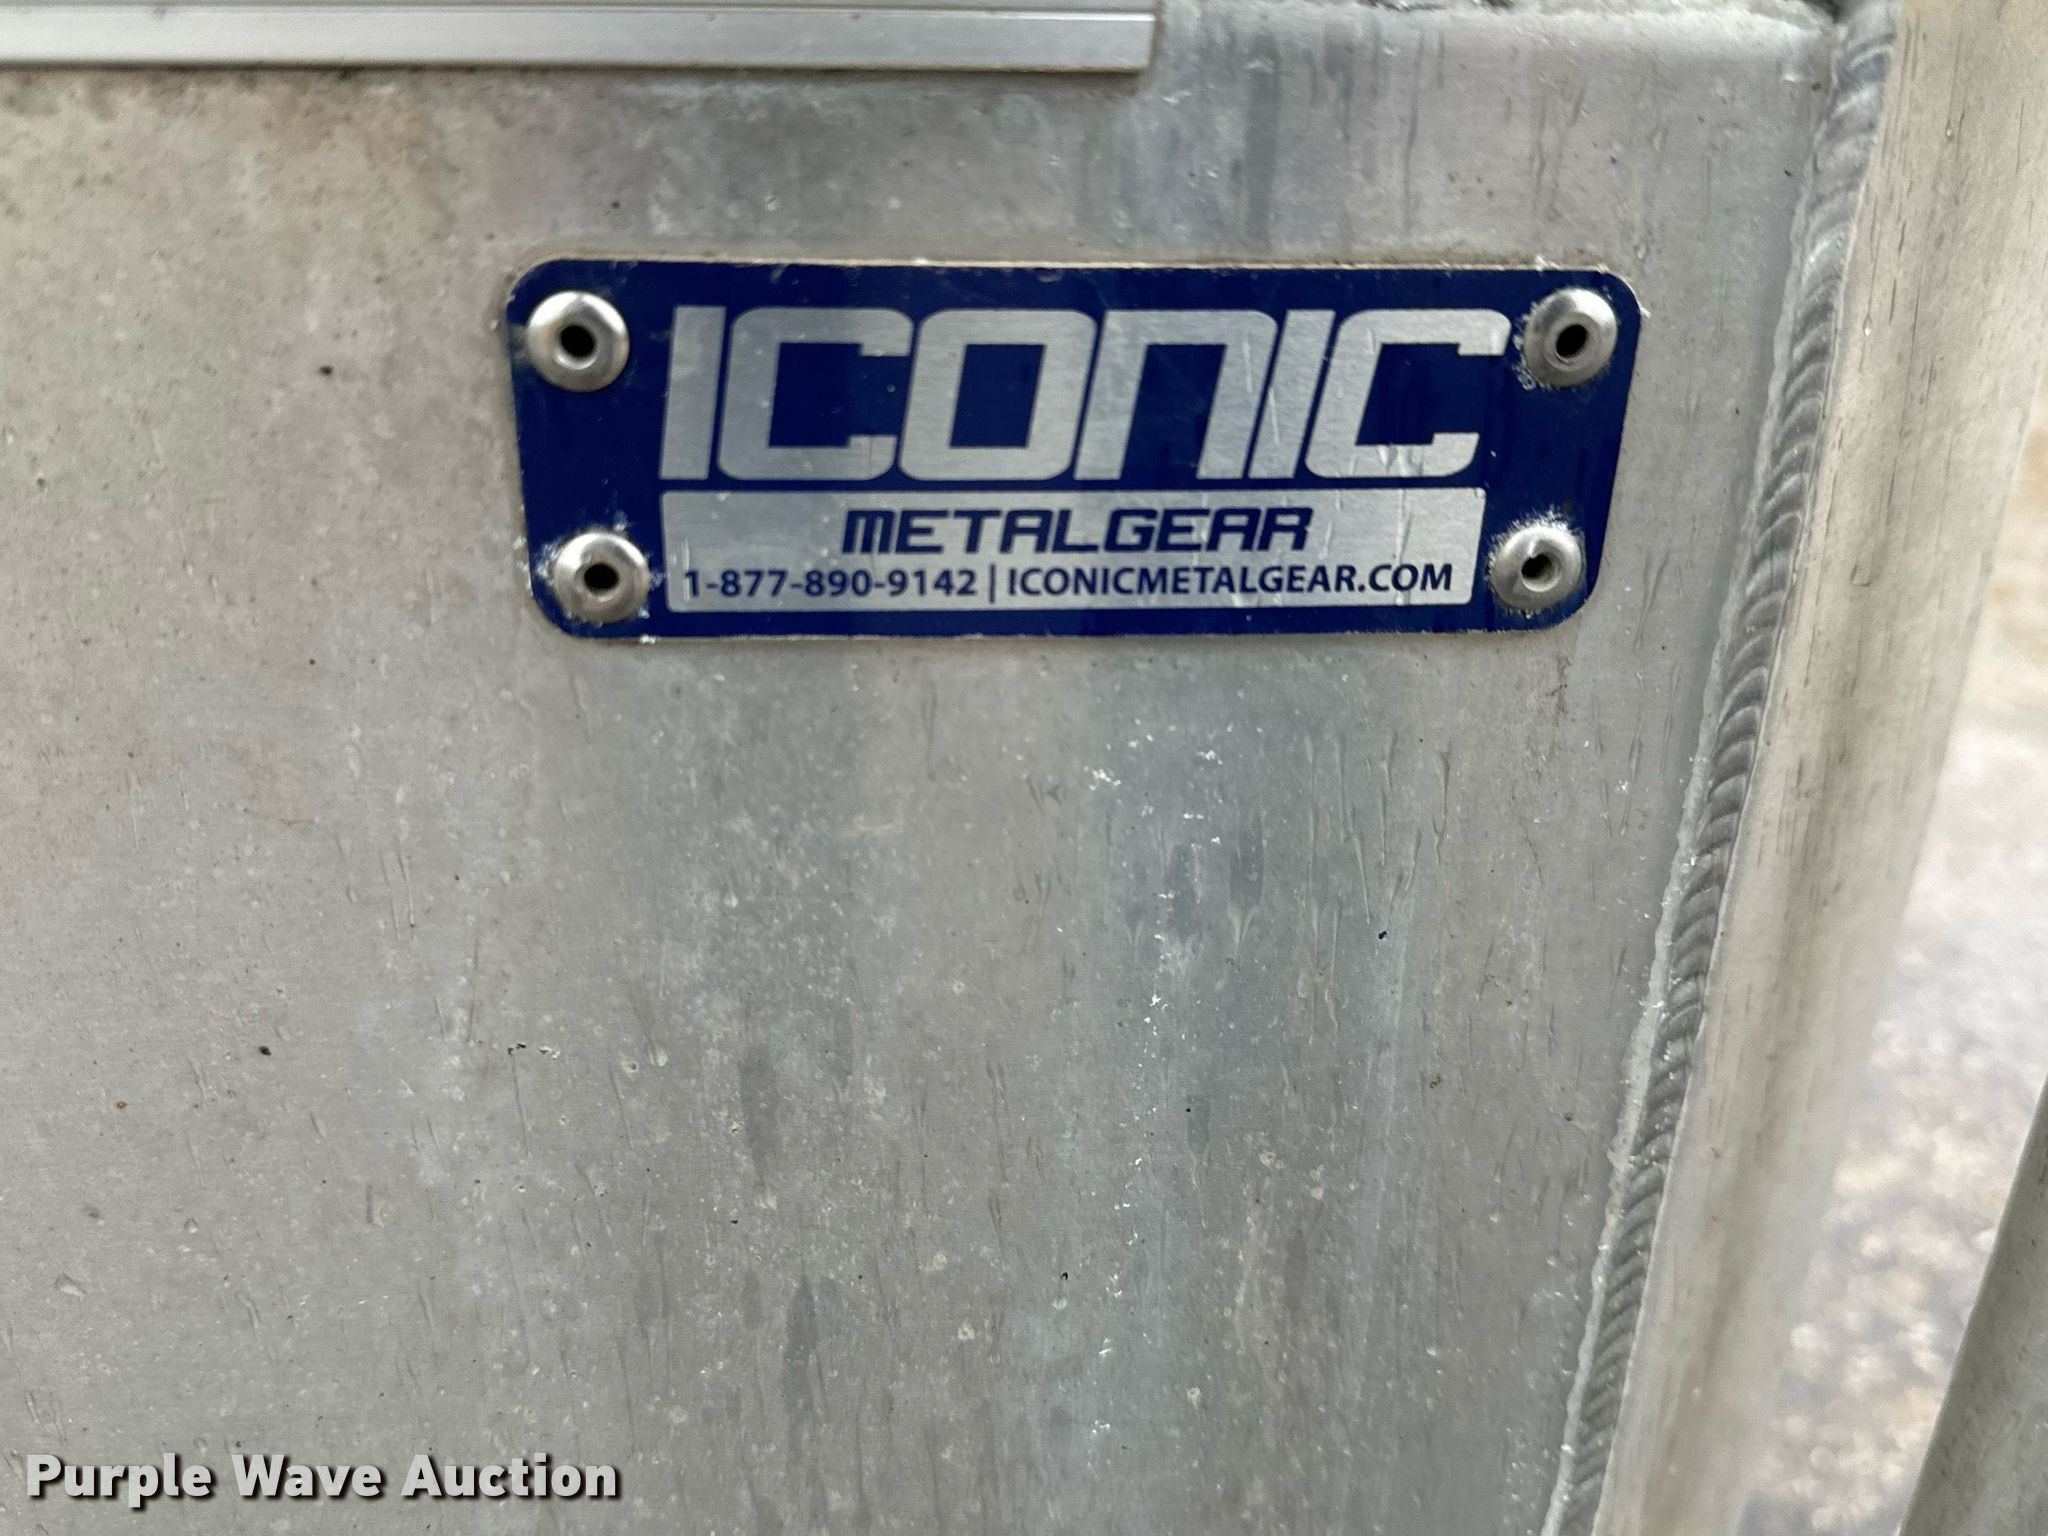 ICONIC
METALGEAR
1-877-890-9142 | ICONICMETALGEAR.COM
Purple Wave Auction